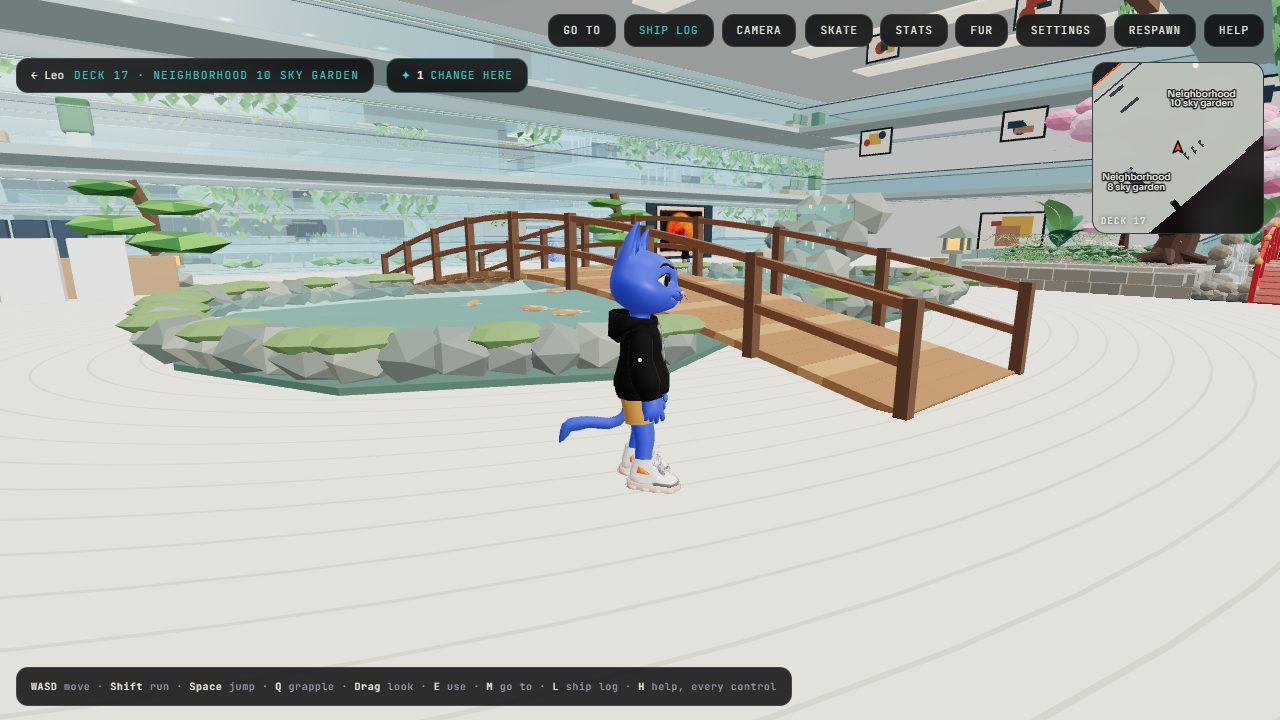 GO TO
SHIP LOG
CAMERA
SKATE
STATS
FUR
SETTINGS
RESPAWN
HELP
← Leo DECK 17 · NEIGHBORHOOD 10 SKY GARDEN
✦ 1 CHANGE HERE
Neighborhood
10 sky garden
Neighborhood
8 sky garden
DECK 17
WASD move · Shift run · Space jump · Q grapple · Drag look · E use · M go to · L ship log · H help, every control